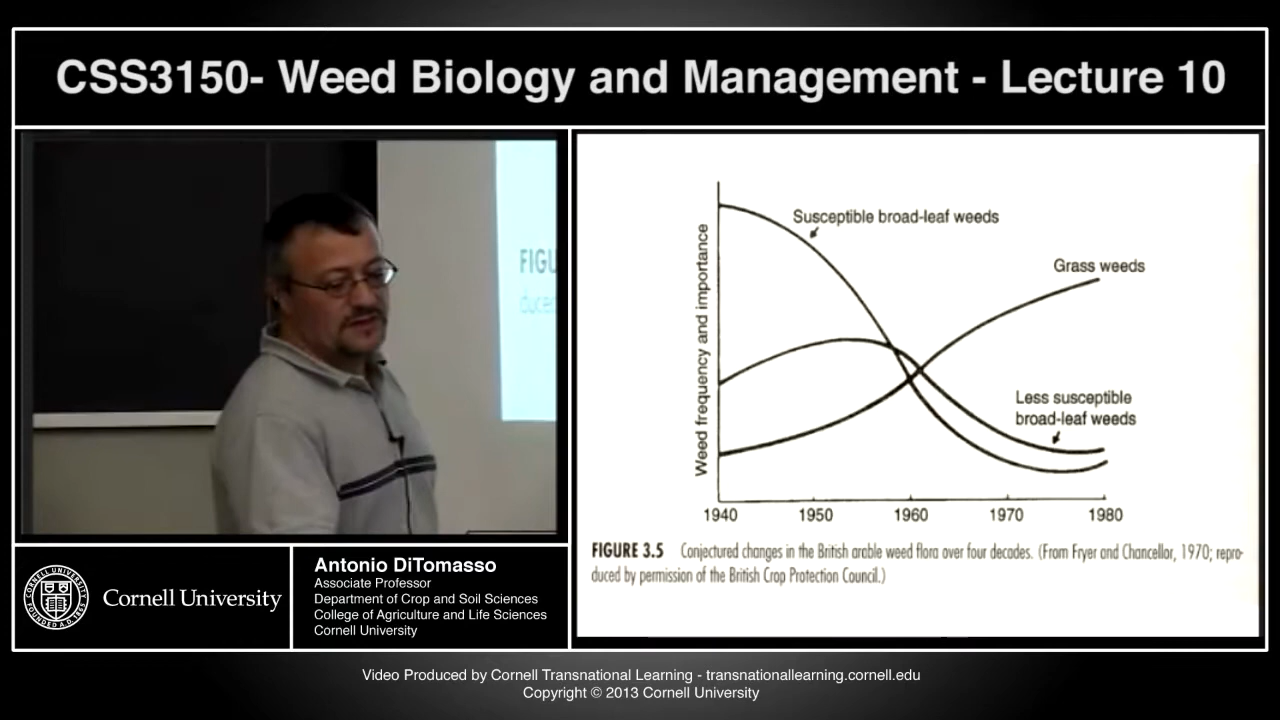 CSS3150- Weed Biology and Management - Lecture 10
FIGU
duced
Susceptible broad-leaf weeds
Grass weeds
Less susceptible
broad-leaf weeds
Weed frequency and importance
1940 1950 1960 1970 1980
FIGURE 3.5 Conjectured changes in the British arable weed flora over four decades. (From Fryer and Chancellor, 1970; repro-
duced by permission of the British Crop Protection Council.)
Cornell University
Antonio DiTomasso
Associate Professor
Department of Crop and Soil Sciences
College of Agriculture and Life Sciences
Cornell University
Video Produced by Cornell Transnational Learning - transnationallearning.cornell.edu
Copyright © 2013 Cornell University